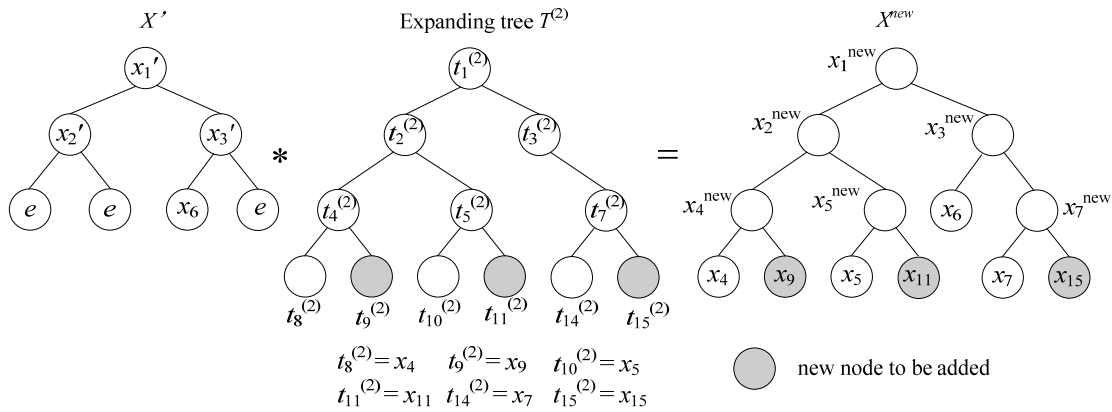 X′ Expanding tree T⁽²⁾ Xⁿᵉʷ
x₁′ t₁⁽²⁾ x₁ⁿᵉʷ
x₂′ x₃′ * t₂⁽²⁾ t₃⁽²⁾ = x₂ⁿᵉʷ x₃ⁿᵉʷ
e e x₆ e t₄⁽²⁾ t₅⁽²⁾ t₇⁽²⁾ x₄ⁿᵉʷ x₅ⁿᵉʷ x₆ x₇ⁿᵉʷ
x₄ x₉ x₅ x₁₁ x₇ x₁₅
t₈⁽²⁾ t₉⁽²⁾ t₁₀⁽²⁾ t₁₁⁽²⁾ t₁₄⁽²⁾ t₁₅⁽²⁾
t₈⁽²⁾ = x₄ t₉⁽²⁾ = x₉ t₁₀⁽²⁾ = x₅
t₁₁⁽²⁾ = x₁₁ t₁₄⁽²⁾ = x₇ t₁₅⁽²⁾ = x₁₅
new node to be added